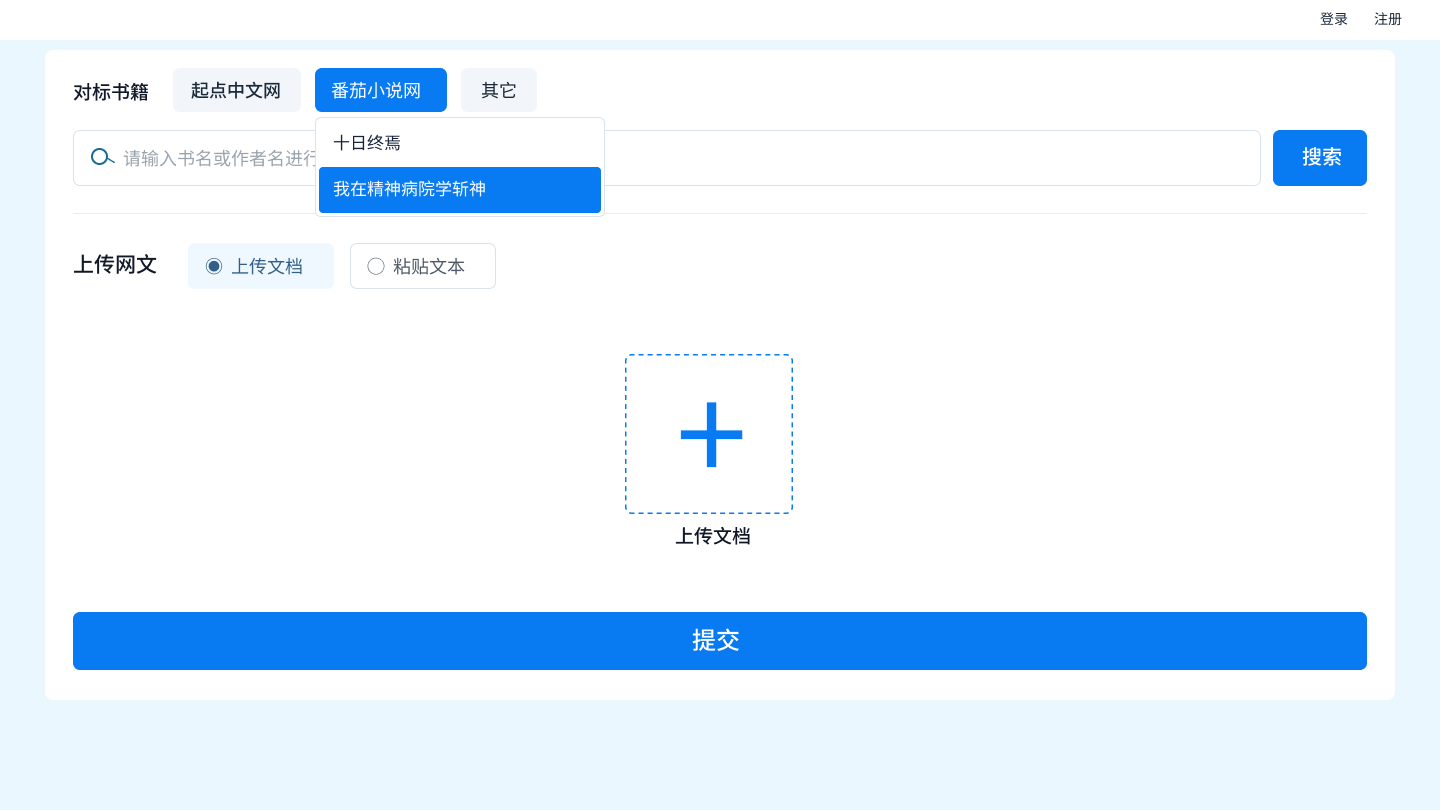 登录 注册
对标书籍 起点中文网 番茄小说网 其它
十日终焉
请输入书名或作者名进行
搜索
我在精神病院学斩神
上传网文 上传文档 粘贴文本
上传文档
提交